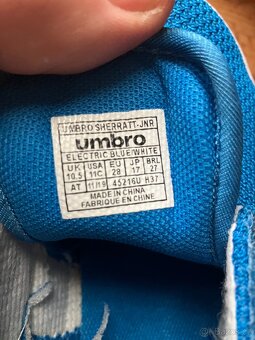 UMBRO SHERRATT-JNR
umbro
ELECTRIC BLUE/WHITE
UK USA EU JP BRL
10.5 11C 28 17 27
AT 11/19 45216U H37
MADE IN CHINA
FABRIQUE EN CHINE